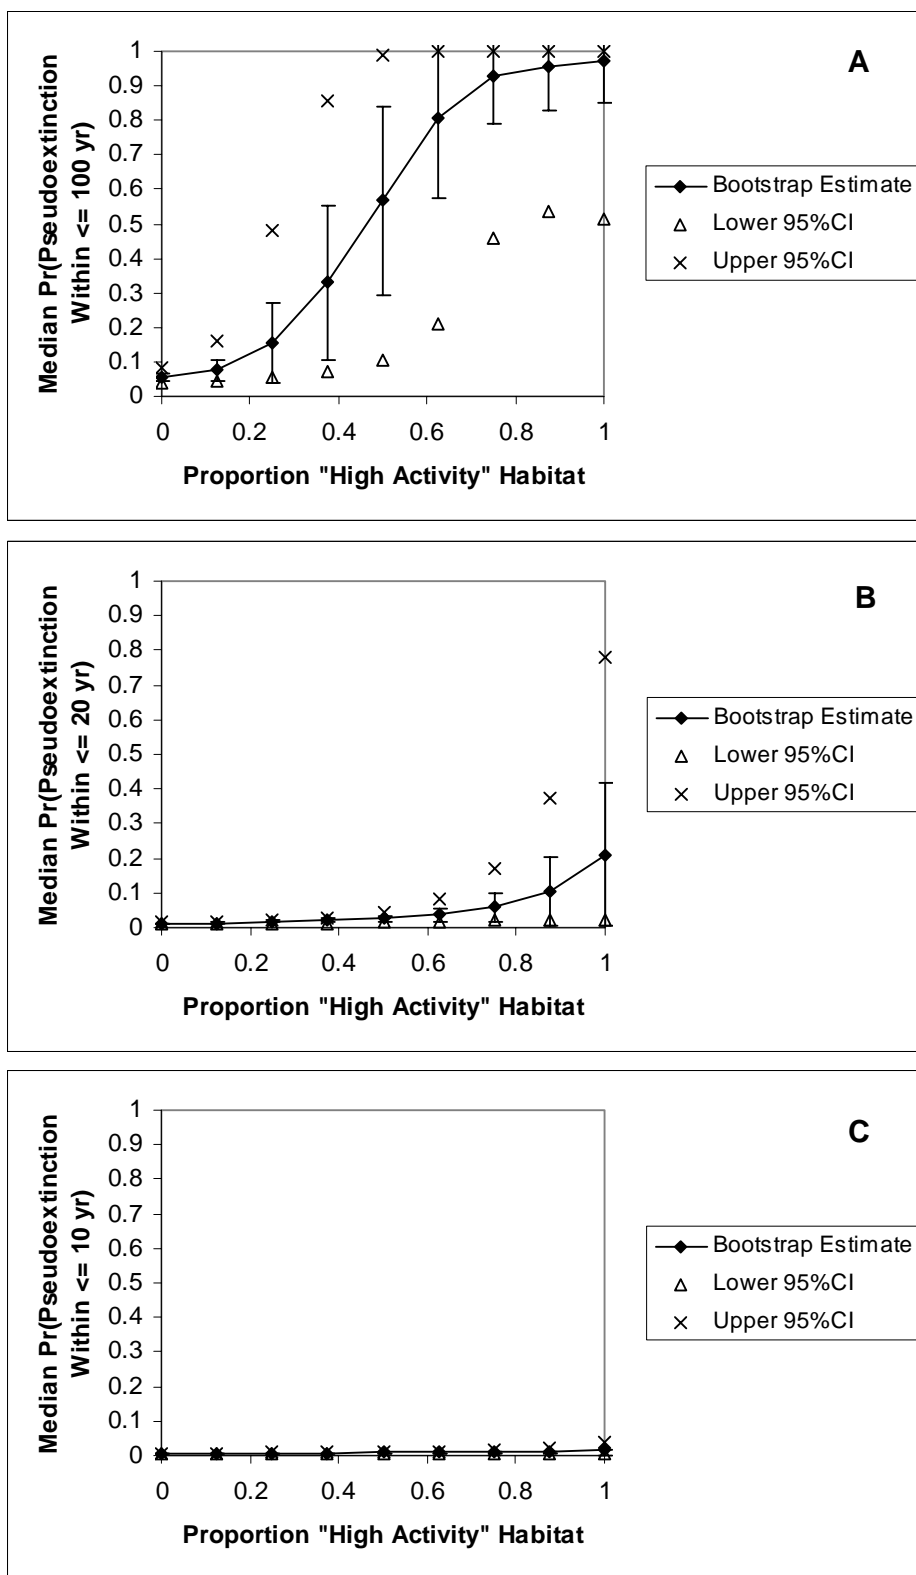 A
Median Pr(Pseudoextinction
Within <= 100 yr)
1
0.9
0.8
0.7
0.6
0.5
0.4
0.3
0.2
0.1
0
0 0.2 0.4 0.6 0.8 1
Proportion "High Activity" Habitat
Bootstrap Estimate
Lower 95%CI
Upper 95%CI
B
Median Pr(Pseudoextinction
Within <= 20 yr)
1
0.9
0.8
0.7
0.6
0.5
0.4
0.3
0.2
0.1
0
0 0.2 0.4 0.6 0.8 1
Proportion "High Activity" Habitat
Bootstrap Estimate
Lower 95%CI
Upper 95%CI
C
Median Pr(Pseudoextinction
Within <= 10 yr)
1
0.9
0.8
0.7
0.6
0.5
0.4
0.3
0.2
0.1
0
0 0.2 0.4 0.6 0.8 1
Proportion "High Activity" Habitat
Bootstrap Estimate
Lower 95%CI
Upper 95%CI